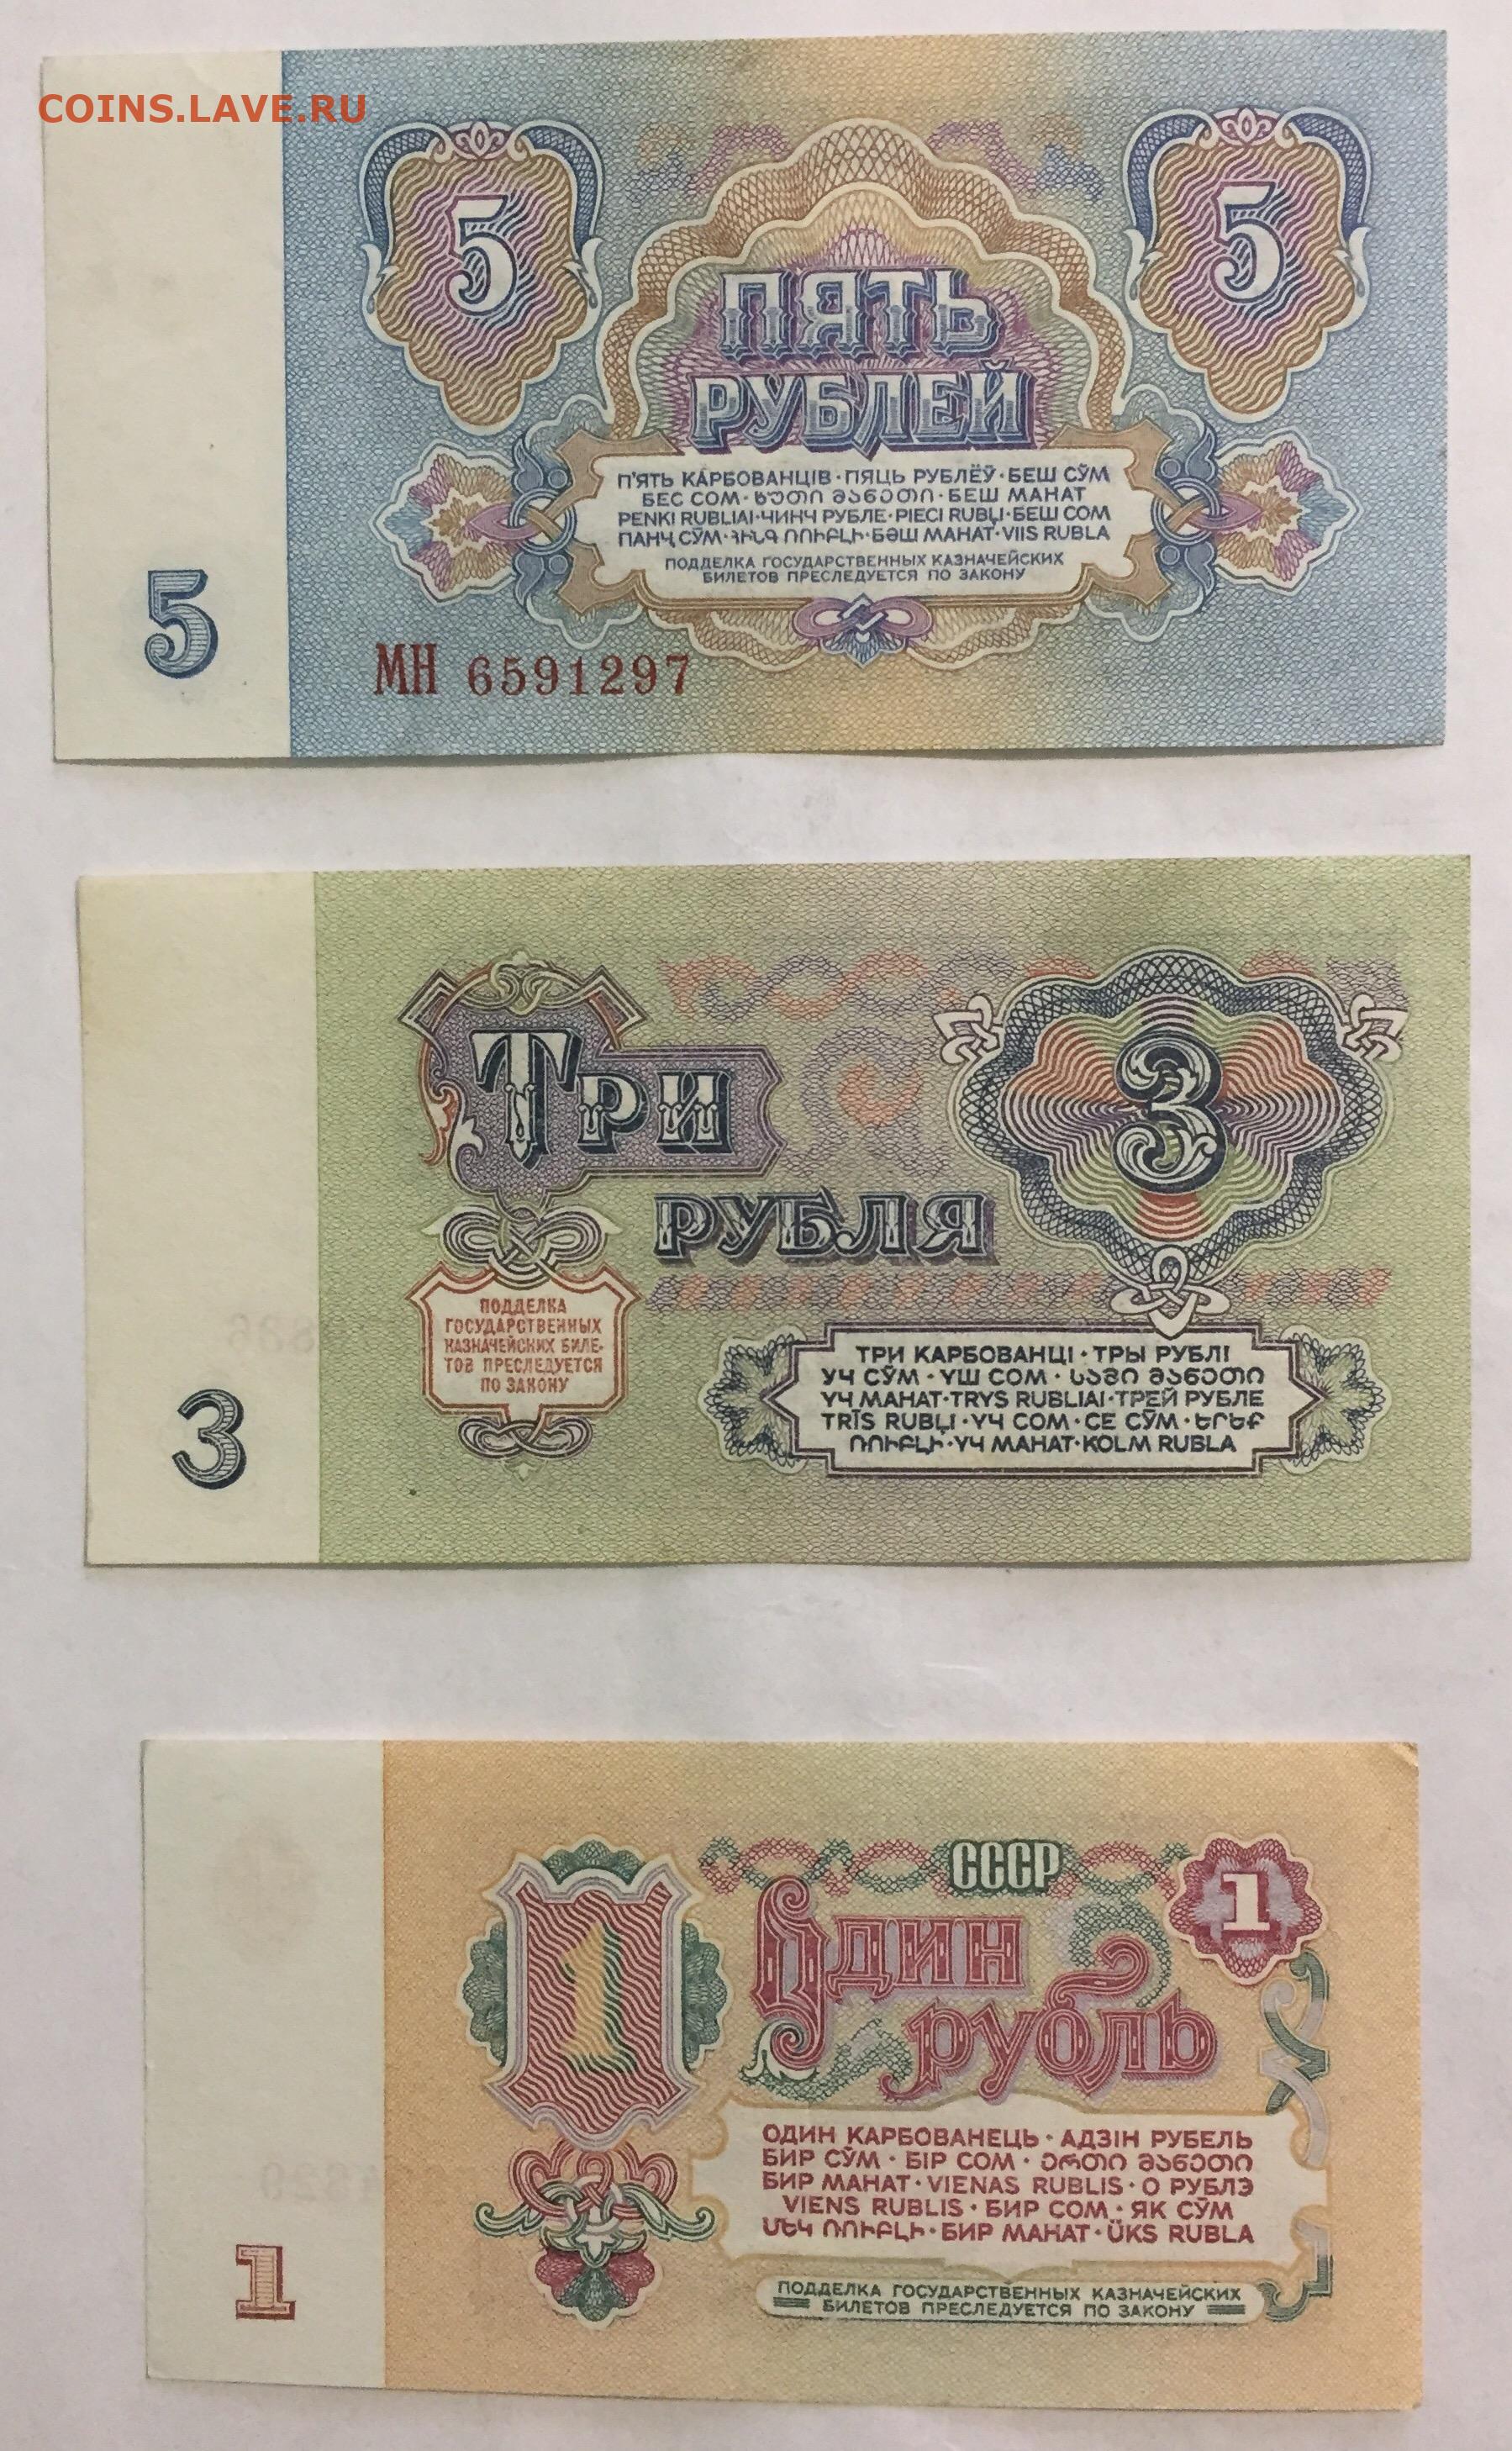 COINS.LAVE.RU
5
5
ПЯТЬ
РУБЛЕЙ
П'ЯТЬ КАРБОВАНЦІВ · ПЯЦЬ РУБЛЁЎ · БЕШ СЎМ
БЕС СОМ · ხუთი მანეთი · БЕШ МАНАТ
PENKI RUBLIAI · ЧИНЧ РУБЛЕ · PIECI RUBĻI · БЕШ СОМ
ПАНҶ СӮМ · ՀԻՆԳ ՌՈՒԲԼԻ · БӘШ МАНАТ · VIIS RUBLA
ПОДДЕЛКА ГОСУДАРСТВЕННЫХ КАЗНАЧЕЙСКИХ
БИЛЕТОВ ПРЕСЛЕДУЕТСЯ ПО ЗАКОНУ
5
МН 6591297
ТРИ
РУБЛЯ
3
ПОДДЕЛКА
ГОСУДАРСТВЕННЫХ
КАЗНАЧЕЙСКИХ БИЛЕ-
ТОВ ПРЕСЛЕДУЕТСЯ
ПО ЗАКОНУ
ТРИ КАРБОВАНЦІ · ТРЫ РУБЛІ
УЧ СЎМ · ҮШ СОМ · სამი მანეთი
ҮЧ МАНАТ · TRYS RUBLIAI · ТРЕЙ РУБЛЕ
TRĪS RUBĻI · ҮЧ СОМ · СЕ СӮМ · ԵՐԵՔ
ՌՈՒԲԼԻ · ҮЧ МАНАТ · KOLM RUBLA
3
СССР
1
1
Один
рубль
ОДИН КАРБОВАНЕЦЬ · АДЗІН РУБЕЛЬ
БИР СЎМ · БІР СОМ · ერთი მანეთი
БИР МАНАТ · VIENAS RUBLIS · О РУБЛЭ
VIENS RUBLIS · БИР СОМ · ЯК СӮМ
ՄԵԿ ՌՈՒԲԼԻ · БИР МАНАТ · ÜKS RUBLA
ПОДДЕЛКА ГОСУДАРСТВЕННЫХ КАЗНАЧЕЙСКИХ
БИЛЕТОВ ПРЕСЛЕДУЕТСЯ ПО ЗАКОНУ
1